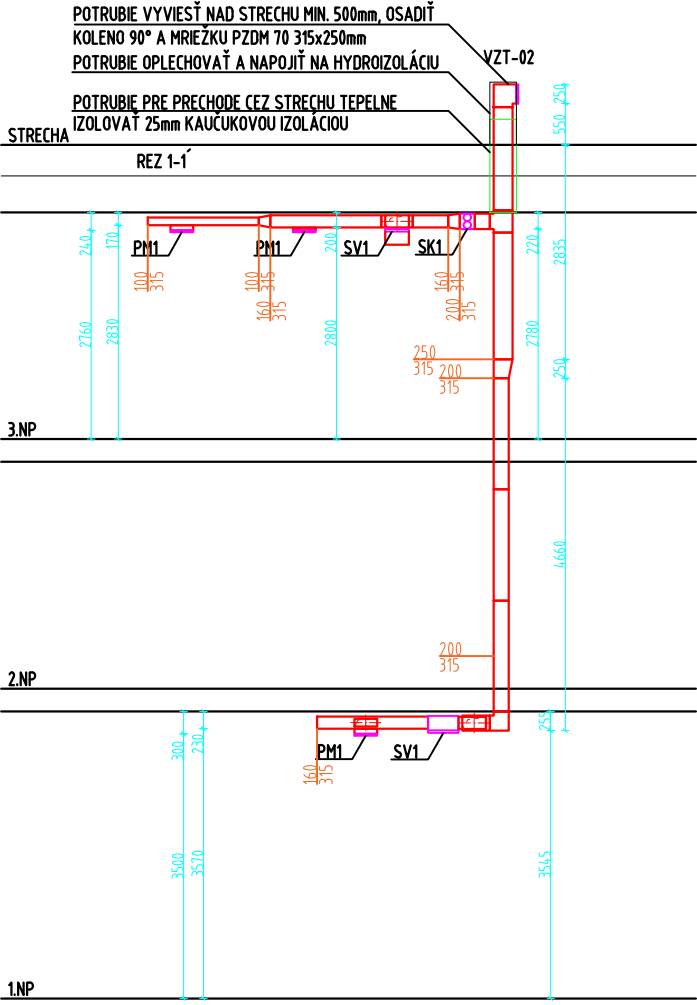 POTRUBIE VYVIESŤ NAD STRECHU MIN. 500mm, OSADIŤ
KOLENO 90° A MRIEŽKU PZDM 70 315x250mm
VZT-02
POTRUBIE OPLECHOVAŤ A NAPOJIŤ NA HYDROIZOLÁCIU
250
POTRUBIE PRE PRECHODE CEZ STRECHU TEPELNE
IZOLOVAŤ 25mm KAUČUKOVOU IZOLÁCIOU
550
STRECHA
REZ 1-1´
PM1
PM1
SV1
SK1
240
170
200
220
2835
100
315
100
315
160
315
160
315
200
315
2760
2830
2800
2780
250
315
200
315
250
3.NP
4660
200
315
2.NP
255
PM1
SV1
300
230
160
315
3500
3570
3545
1.NP